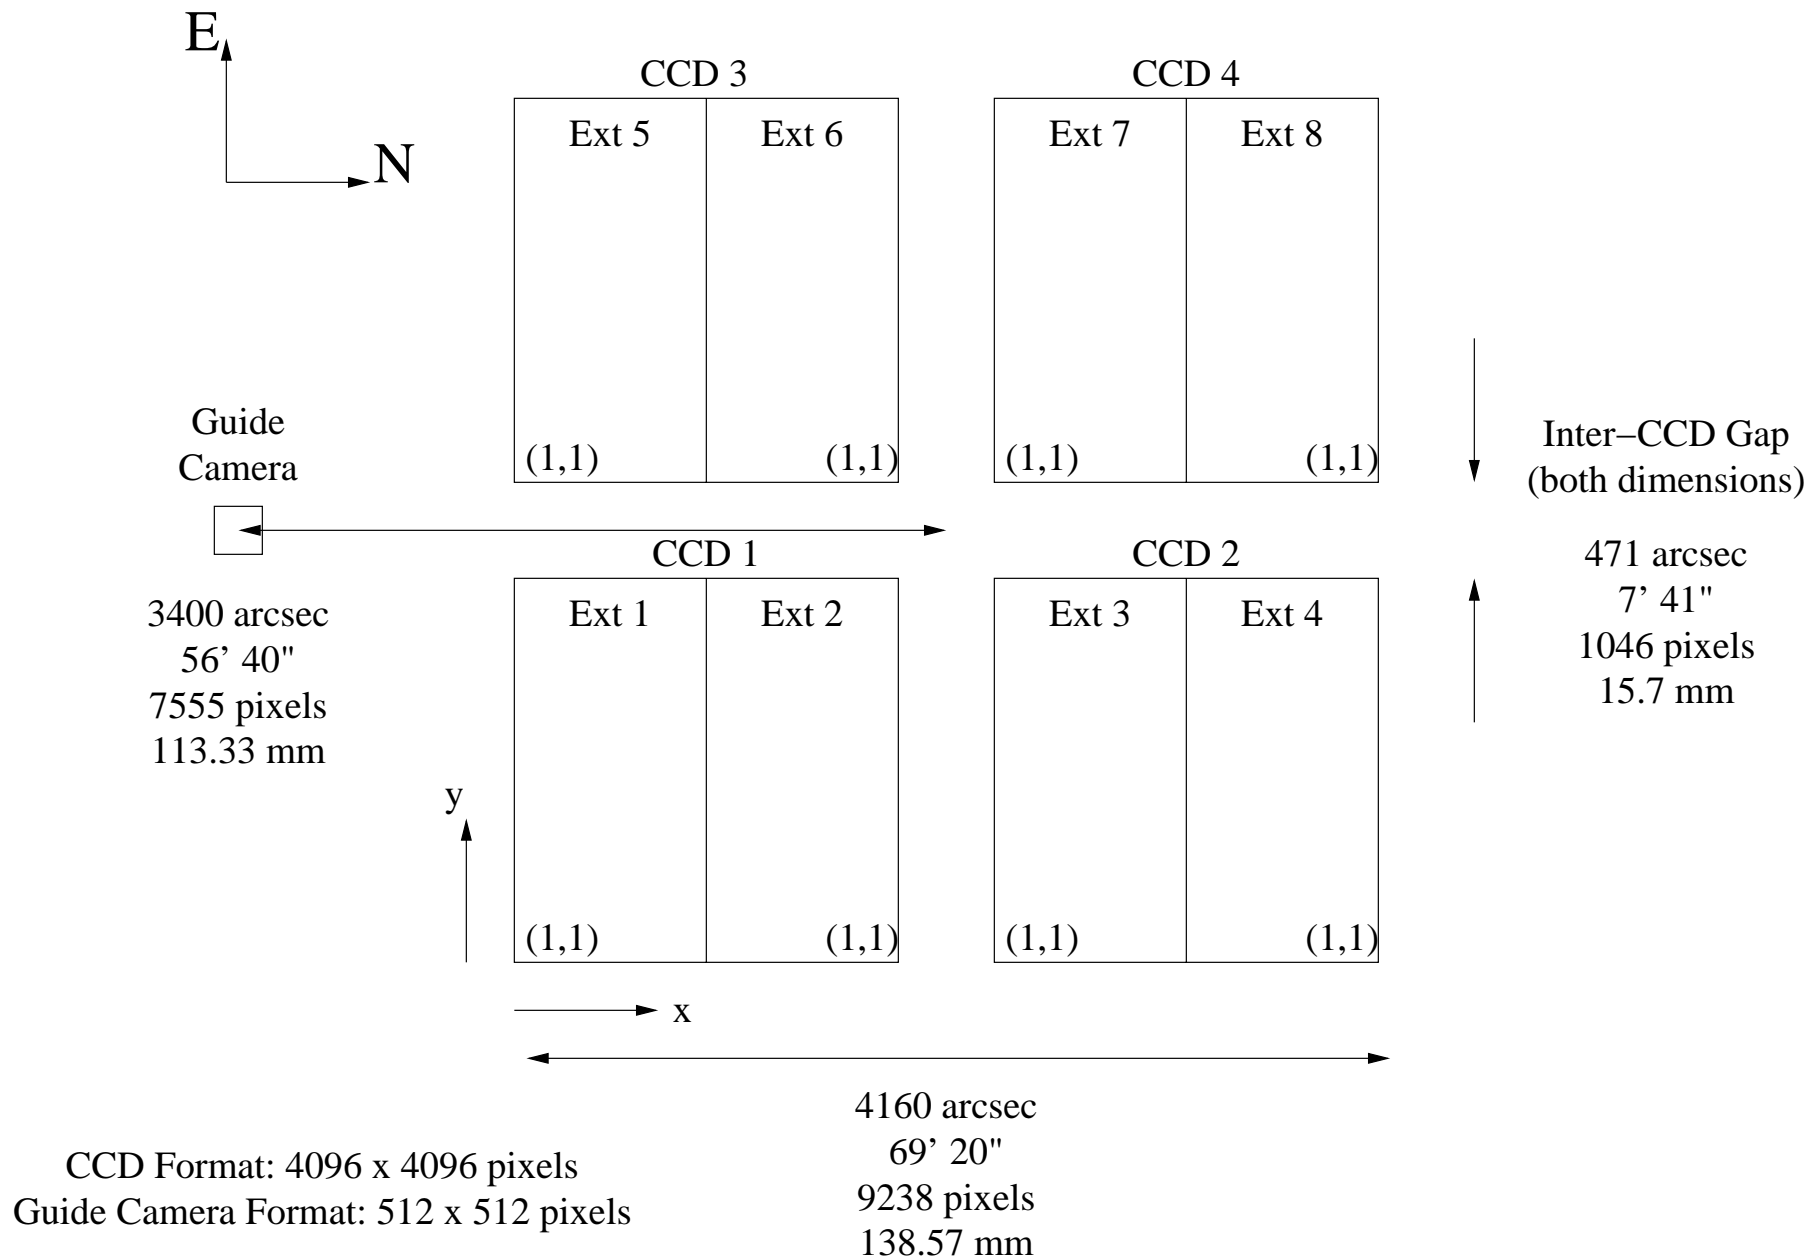 E
N
CCD 3
CCD 4
Ext 5
Ext 6
Ext 7
Ext 8
(1,1)
(1,1)
(1,1)
(1,1)
Guide
Camera
Inter−CCD Gap
(both dimensions)
CCD 1
CCD 2
471 arcsec
7’ 41"
1046 pixels
15.7 mm
3400 arcsec
56’ 40"
7555 pixels
113.33 mm
Ext 1
Ext 2
Ext 3
Ext 4
y
(1,1)
(1,1)
(1,1)
(1,1)
x
4160 arcsec
69’ 20"
9238 pixels
138.57 mm
CCD Format: 4096 x 4096 pixels
Guide Camera Format: 512 x 512 pixels